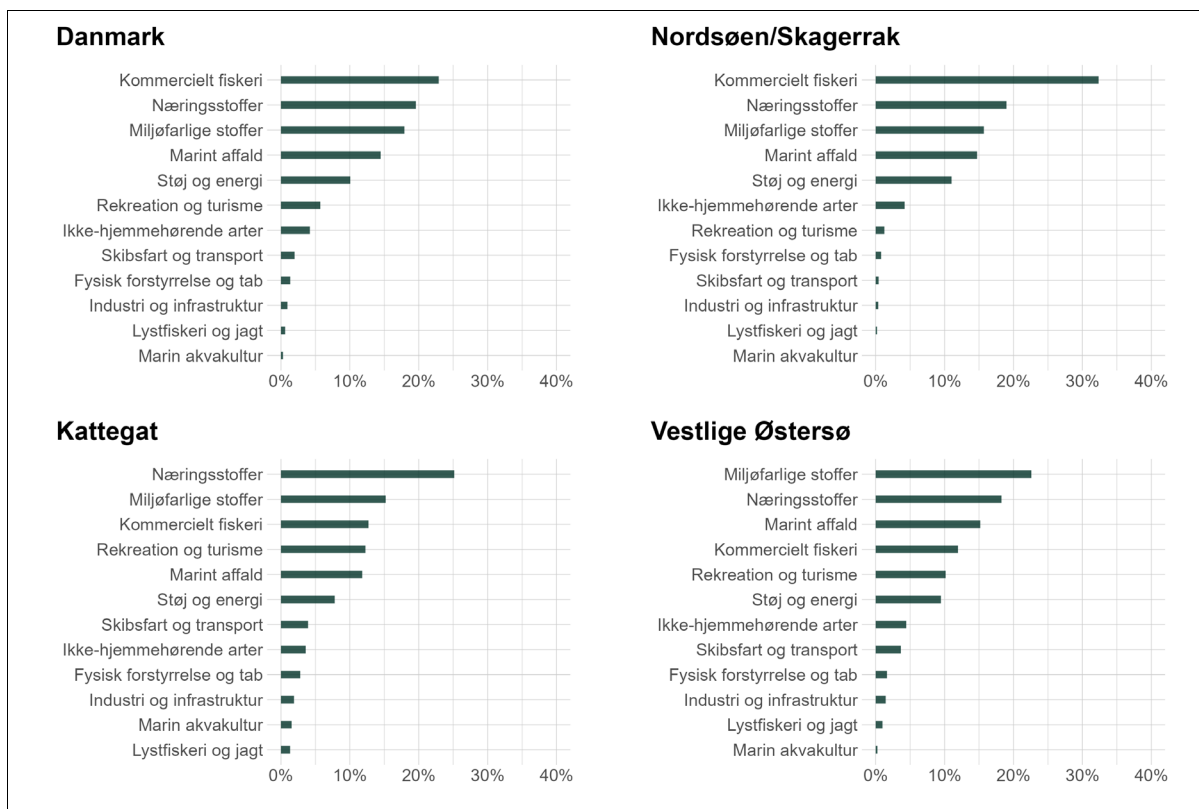 Danmark
Kommercielt fiskeri
Næringsstoffer
Miljøfarlige stoffer
Marint affald
Støj og energi
Rekreation og turisme
Ikke-hjemmehørende arter
Skibsfart og transport
Fysisk forstyrrelse og tab
Industri og infrastruktur
Lystfiskeri og jagt
Marin akvakultur
0% 10% 20% 30% 40%
Nordsøen/Skagerrak
Kommercielt fiskeri
Næringsstoffer
Miljøfarlige stoffer
Marint affald
Støj og energi
Ikke-hjemmehørende arter
Rekreation og turisme
Fysisk forstyrrelse og tab
Skibsfart og transport
Industri og infrastruktur
Lystfiskeri og jagt
Marin akvakultur
0% 10% 20% 30% 40%
Kattegat
Næringsstoffer
Miljøfarlige stoffer
Kommercielt fiskeri
Rekreation og turisme
Marint affald
Støj og energi
Skibsfart og transport
Ikke-hjemmehørende arter
Fysisk forstyrrelse og tab
Industri og infrastruktur
Marin akvakultur
Lystfiskeri og jagt
0% 10% 20% 30% 40%
Vestlige Østersø
Miljøfarlige stoffer
Næringsstoffer
Marint affald
Kommercielt fiskeri
Rekreation og turisme
Støj og energi
Ikke-hjemmehørende arter
Skibsfart og transport
Fysisk forstyrrelse og tab
Industri og infrastruktur
Lystfiskeri og jagt
Marin akvakultur
0% 10% 20% 30% 40%